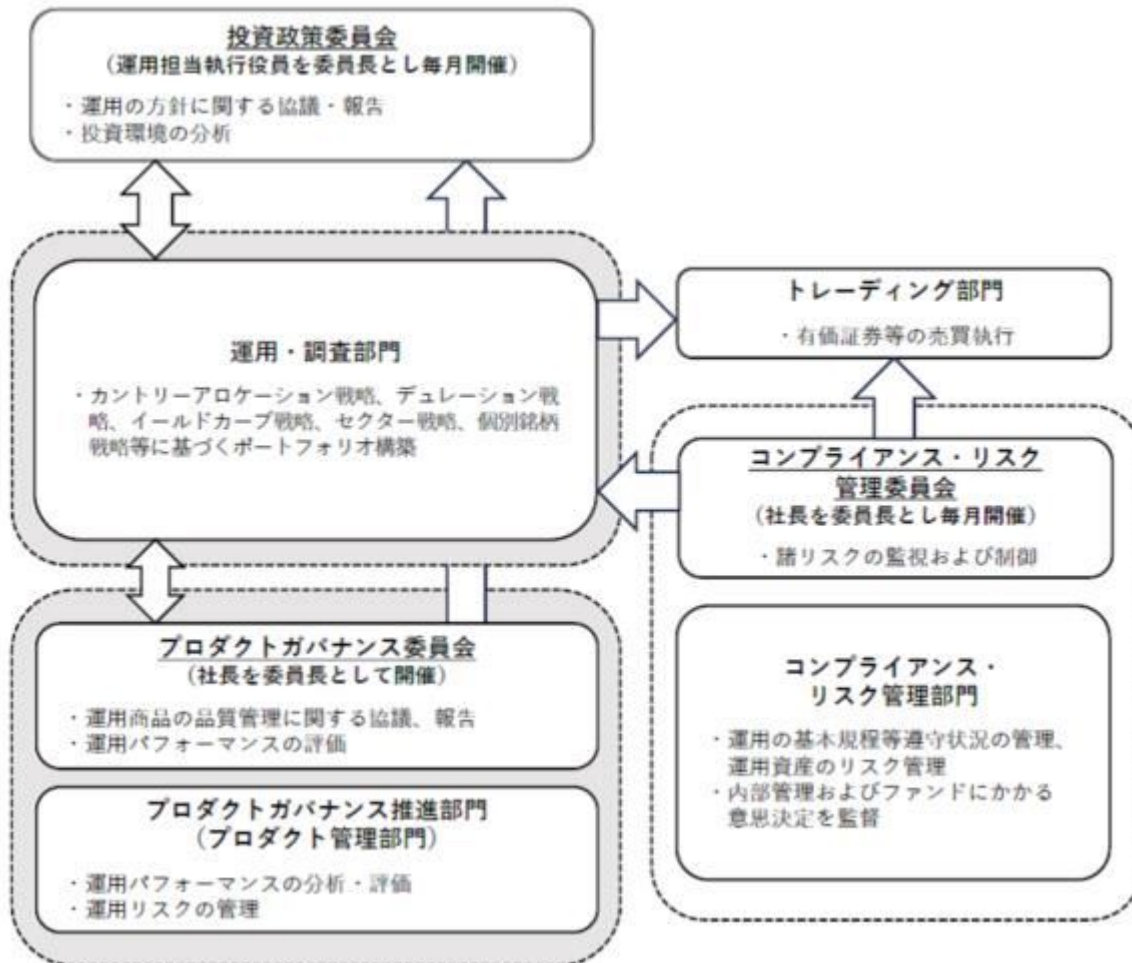 投資政策委員会
（運用担当執行役員を委員長とし毎月開催）
・運用の方針に関する協議・報告
・投資環境の分析
運用・調査部門
・カントリーアロケーション戦略、デュレーション戦
略、イールドカーブ戦略、セクター戦略、個別銘柄
戦略等に基づくポートフォリオ構築
トレーディング部門
・有価証券等の売買執行
コンプライアンス・リスク
管理委員会
（社長を委員長とし毎月開催）
・諸リスクの監視および制御
プロダクトガバナンス委員会
（社長を委員長として開催）
・運用商品の品質管理に関する協議、報告
・運用パフォーマンスの評価
プロダクトガバナンス推進部門
（プロダクト管理部門）
・運用パフォーマンスの分析・評価
・運用リスクの管理
コンプライアンス・
リスク管理部門
・運用の基本規程等遵守状況の管理、
運用資産のリスク管理
・内部管理およびファンドにかかる
意思決定を監督